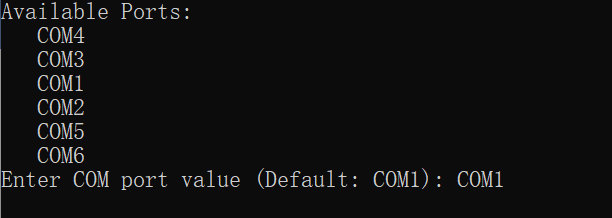 Available Ports:
COM4
COM3
COM1
COM2
COM5
COM6
Enter COM port value (Default: COM1): COM1